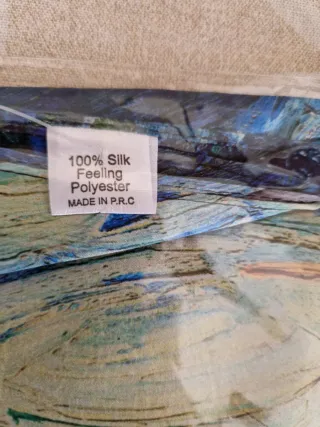 100% Silk
Feeling
Polyester
MADE IN P.R.C